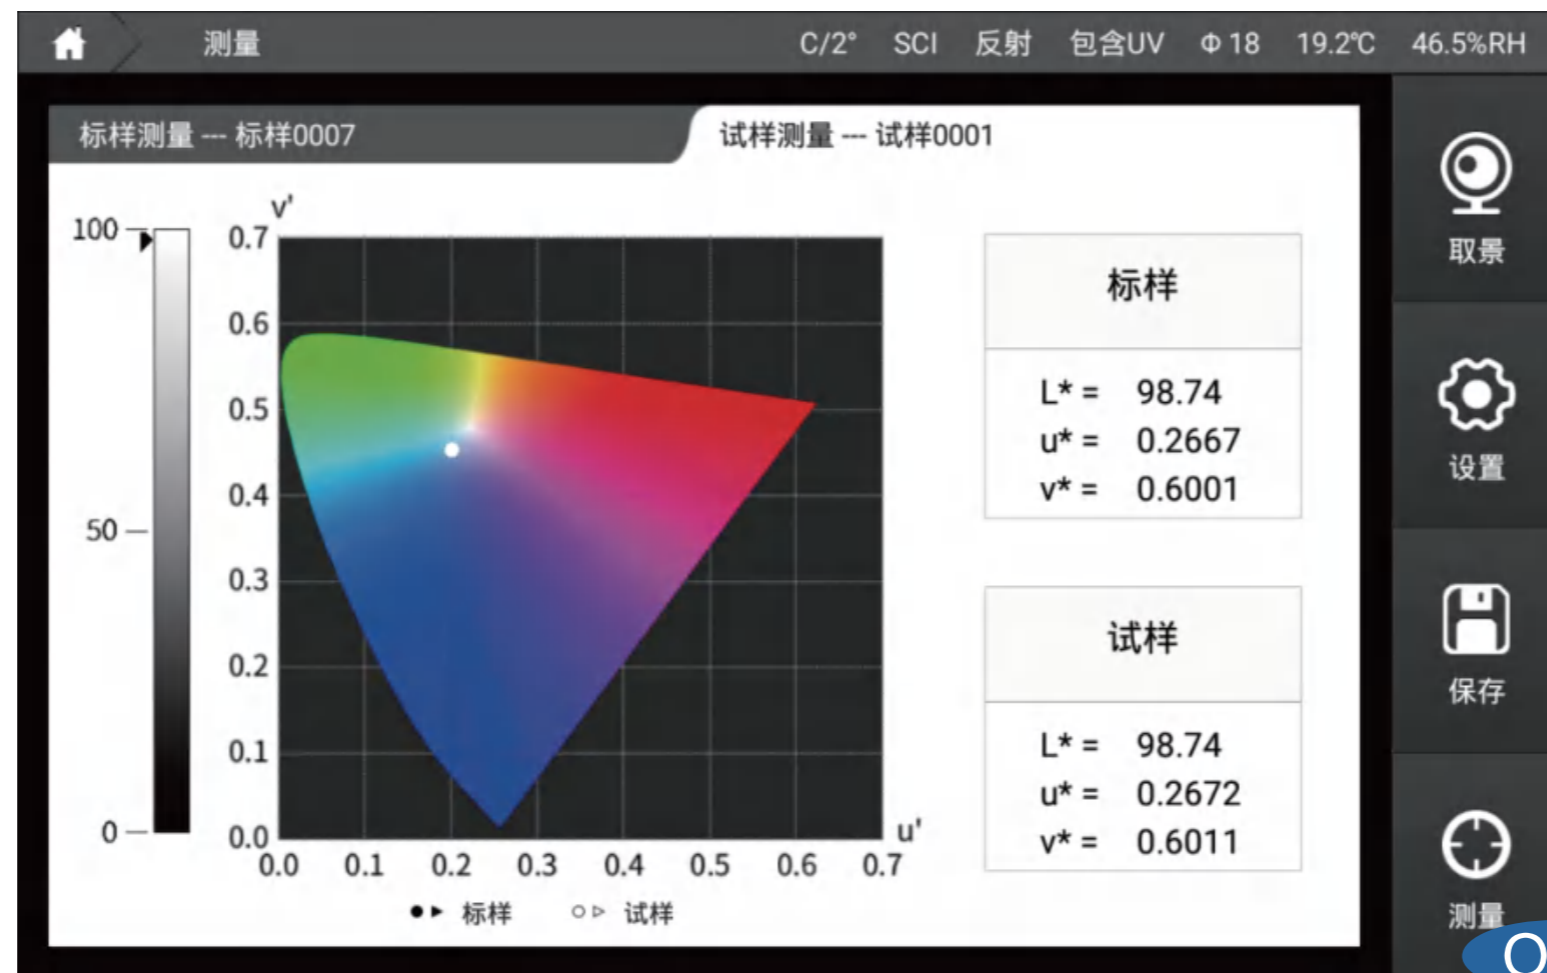 测量 C/2° SCI 反射 包含UV Φ 18 19.2℃ 46.5%RH
标样测量 --- 标样0007 试样测量 --- 试样0001
v'
100
50
0
0.7
0.6
0.5
0.4
0.3
0.2
0.1
0.0
0.0 0.1 0.2 0.3 0.4 0.5 0.6 0.7
u'
标样 试样
标样
L* = 98.74
u* = 0.2667
v* = 0.6001
试样
L* = 98.74
u* = 0.2672
v* = 0.6011
取景
设置
保存
测量